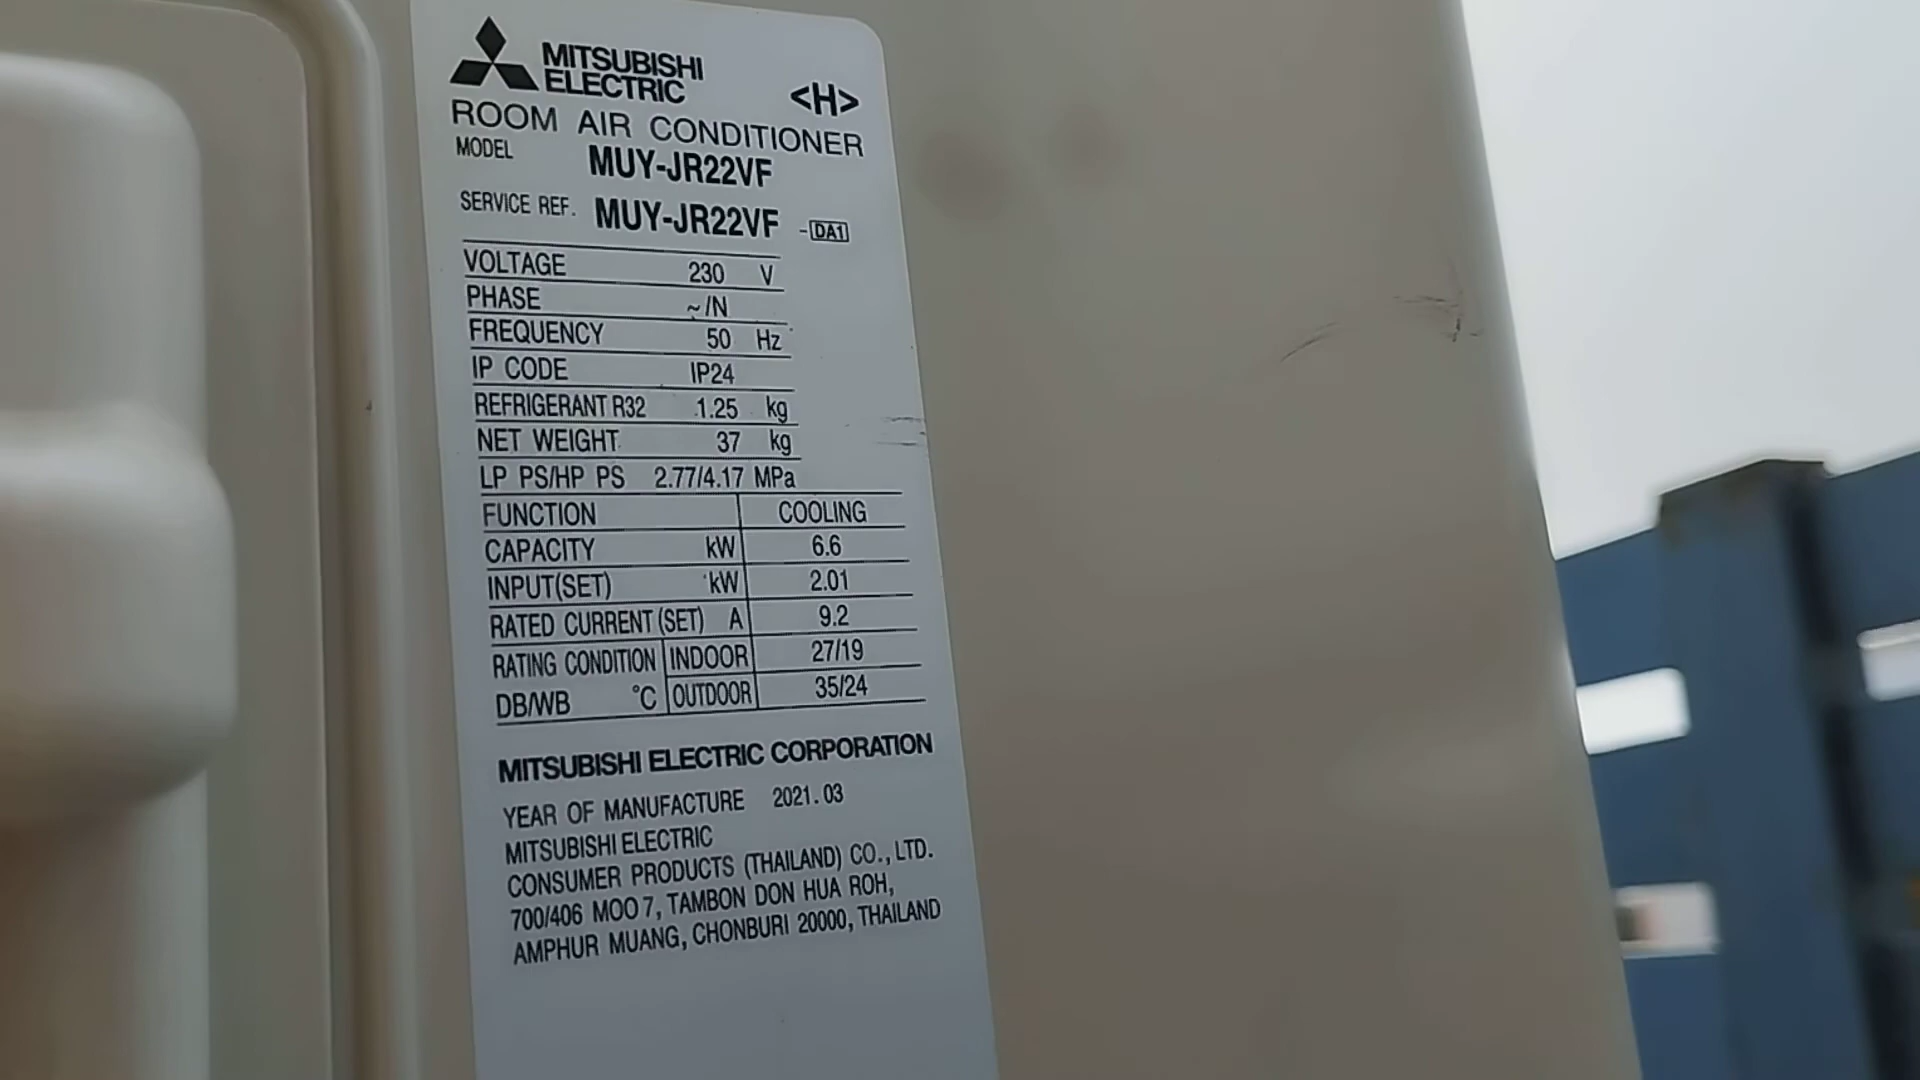 MITSUBISHI
ELECTRIC
<H>
ROOM AIR CONDITIONER
MODEL MUY-JR22VF
SERVICE REF. MUY-JR22VF -DA1
VOLTAGE 230 V
PHASE ~/N
FREQUENCY 50 Hz
IP CODE IP24
REFRIGERANT R32 1.25 kg
NET WEIGHT 37 kg
LP PS/HP PS 2.77/4.17 MPa
FUNCTION COOLING
CAPACITY kW 6.6
INPUT(SET) kW 2.01
RATED CURRENT (SET) A 9.2
RATING CONDITION INDOOR 27/19
DB/WB °C OUTDOOR 35/24
MITSUBISHI ELECTRIC CORPORATION
YEAR OF MANUFACTURE 2021.03
MITSUBISHI ELECTRIC
CONSUMER PRODUCTS (THAILAND) CO., LTD.
700/406 MOO 7, TAMBON DON HUA ROH,
AMPHUR MUANG, CHONBURI 20000, THAILAND